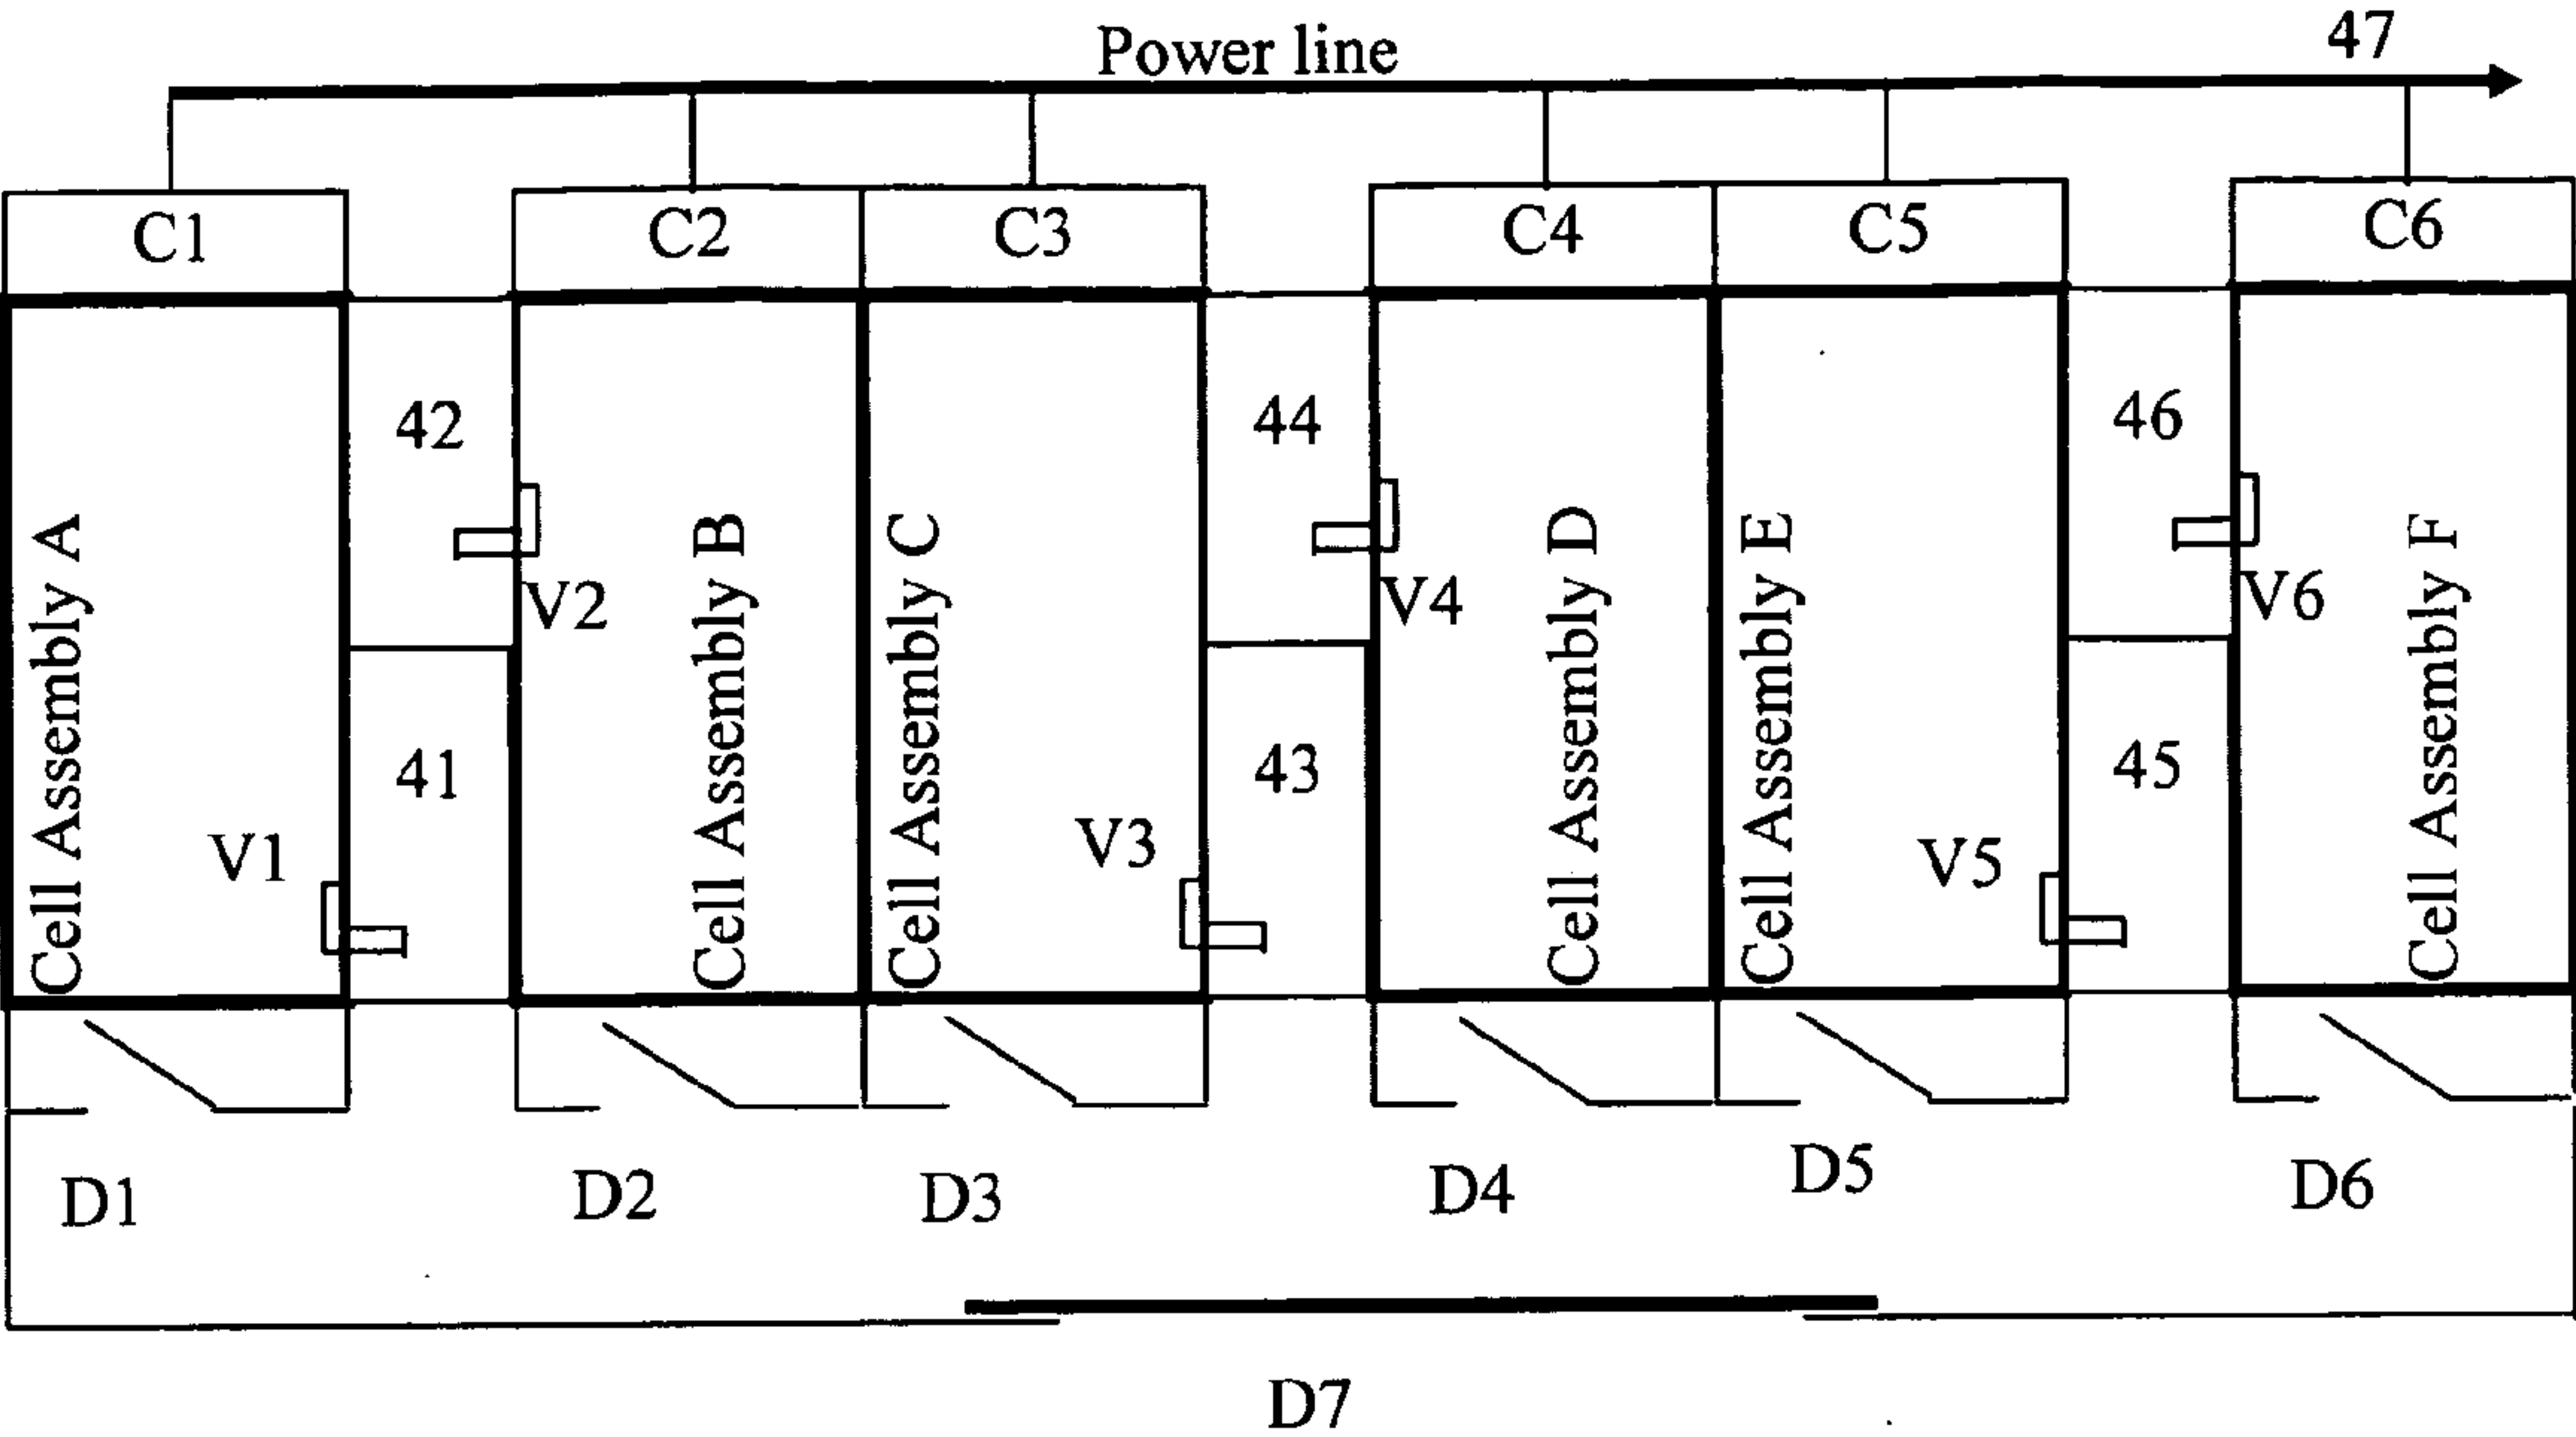 Power line
47
C1
C2
C3
C4
C5
C6
42
44
46
V2
V4
V6
Cell Assembly A
Cell Assembly B
Cell Assembly C
Cell Assembly D
Cell Assembly E
Cell Assembly F
41
43
45
V1
V3
V5
D1
D2
D3
D4
D5
D6
D7